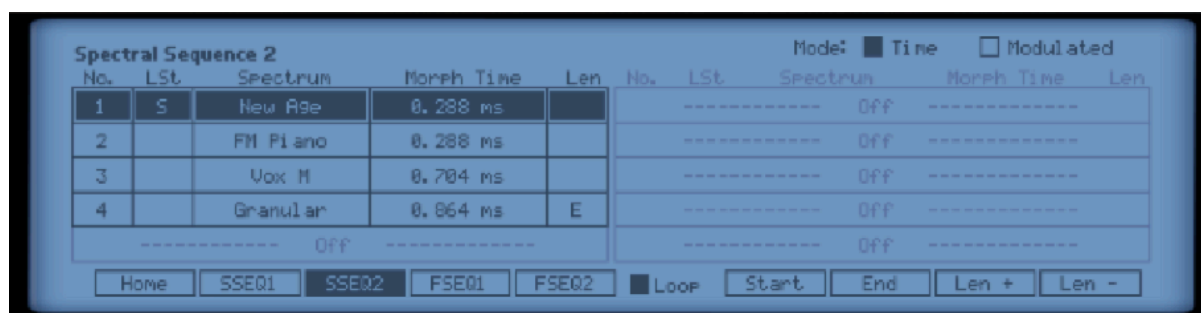 Spectral Sequence 2 Mode: Time Modulated
No. LSt Spectrum Morph Time Len No. LSt Spectrum Morph Time Len
1 S New Age 0.288 ms ------------ Off -------------
2 FM Piano 0.288 ms ------------ Off -------------
3 Vox M 0.704 ms ------------ Off -------------
4 Granular 0.864 ms E ------------ Off -------------
------------ Off ------------- ------------ Off -------------
Home SSEQ1 SSEQ2 FSEQ1 FSEQ2 Loop Start End Len + Len -